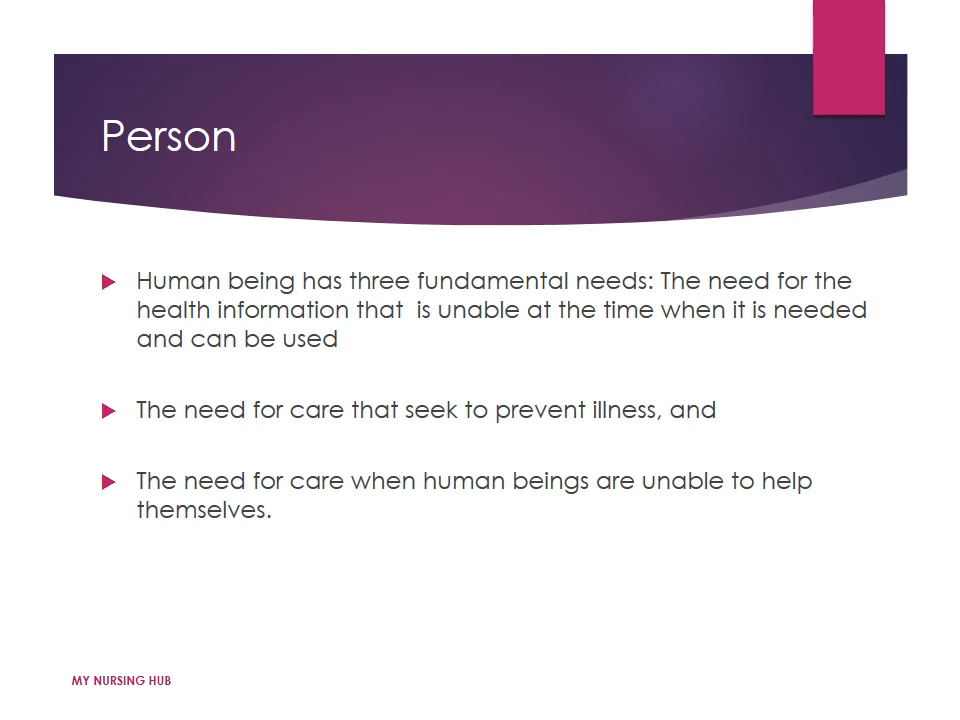 Person
Human being has three fundamental needs: The need for the
health information that  is unable at the time when it is needed
and can be used
The need for care that seek to prevent illness, and
The need for care when human beings are unable to help
themselves.
MY NURSING HUB